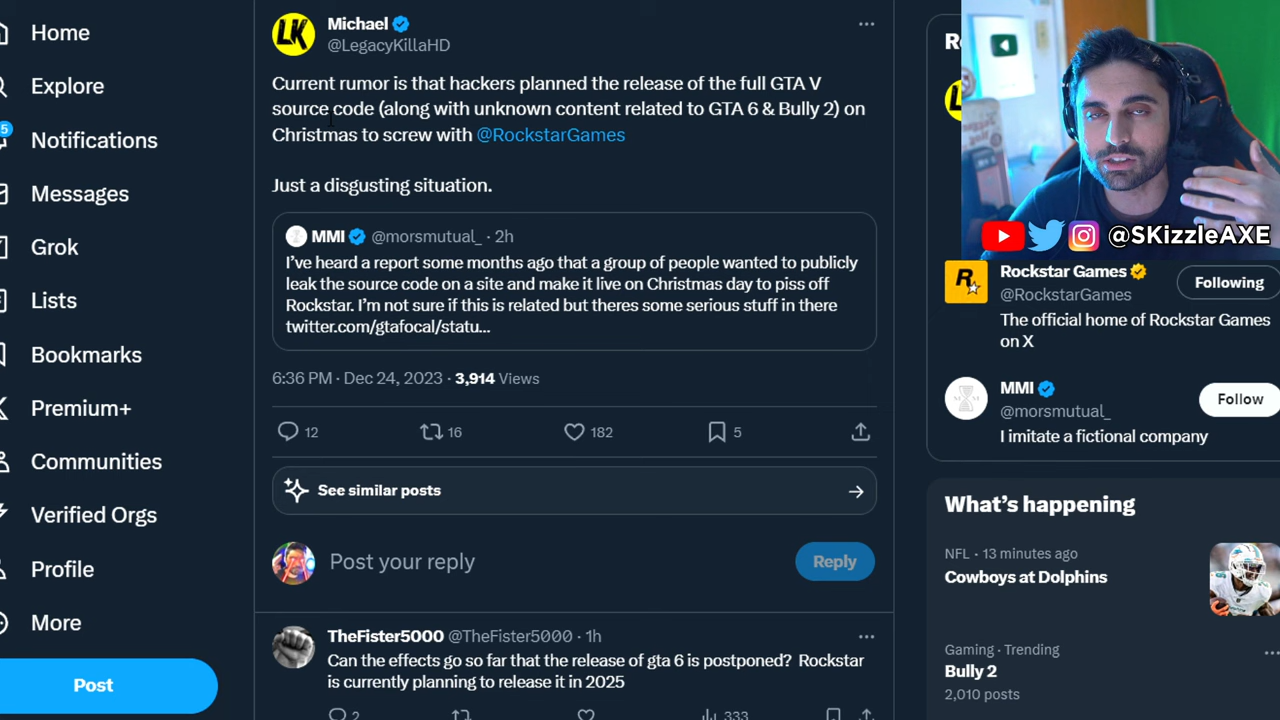 Home
Explore
5
Notifications
Messages
Grok
Lists
Bookmarks
Premium+
Communities
Verified Orgs
Profile
More
Post
LK
Michael
@LegacyKillaHD
Current rumor is that hackers planned the release of the full GTA V
source code (along with unknown content related to GTA 6 & Bully 2) on
Christmas to screw with @RockstarGames
Just a disgusting situation.
MMI @morsmutual_ · 2h
I've heard a report some months ago that a group of people wanted to publicly
leak the source code on a site and make it live on Christmas day to piss off
Rockstar. I'm not sure if this is related but theres some serious stuff in there
twitter.com/gtafocal/statu...
6:36 PM · Dec 24, 2023 · 3,914 Views
12
16
182
5
See similar posts
Post your reply
Reply
TheFister5000 @TheFister5000 · 1h
Can the effects go so far that the release of gta 6 is postponed? Rockstar
is currently planning to release it in 2025
2
333
@SKizzleAXE
R
Rockstar Games
@RockstarGames
Following
The official home of Rockstar Games
on X
MMI
@morsmutual_
Follow
I imitate a fictional company
What's happening
NFL · 13 minutes ago
Cowboys at Dolphins
Gaming · Trending
Bully 2
2,010 posts